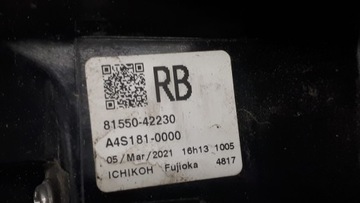 RB
81550-42230
A4S181-0000
05/Mar/2021 16h13 1005
ICHIKOH Fujioka 4817